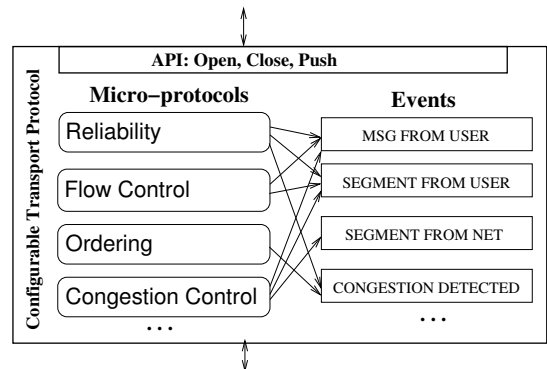 API: Open, Close, Push
Configurable Transport Protocol
Micro−protocols
Reliability
Flow Control
Ordering
Congestion Control
. . .
Events
MSG FROM USER
SEGMENT FROM USER
SEGMENT FROM NET
CONGESTION DETECTED
. . .